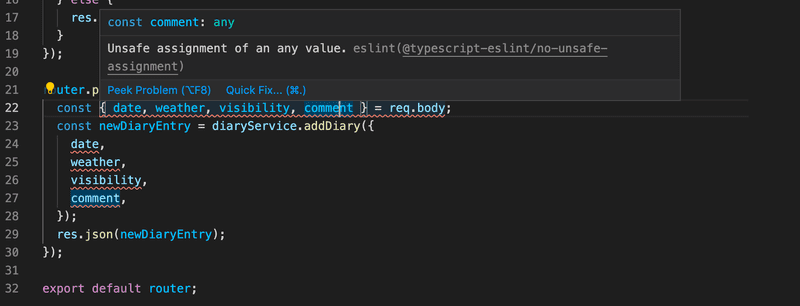 16 } else {
17 res.
18 }
19 });
const comment: any
Unsafe assignment of an any value. eslint(@typescript-eslint/no-unsafe-
assignment)
Peek Problem (⌥F8) Quick Fix... (⌘.)
20
21 router.p
22 const { date, weather, visibility, comment } = req.body;
23 const newDiaryEntry = diaryService.addDiary({
24 date,
25 weather,
26 visibility,
27 comment,
28 });
29 res.json(newDiaryEntry);
30 });
31
32 export default router;